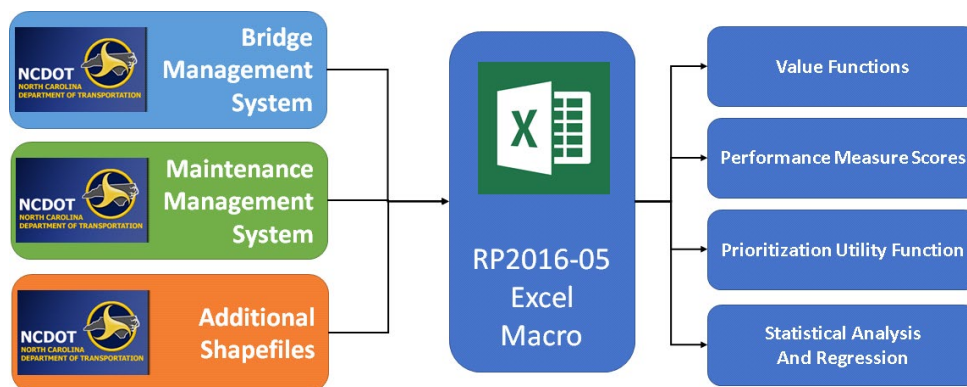 NCDOT
NORTH CAROLINA
DEPARTMENT OF TRANSPORTATION
Bridge
Management
System
NCDOT
NORTH CAROLINA
DEPARTMENT OF TRANSPORTATION
Maintenance
Management
System
NCDOT
NORTH CAROLINA
DEPARTMENT OF TRANSPORTATION
Additional
Shapefiles
X
RP2016-05
Excel
Macro
Value Functions
Performance Measure Scores
Prioritization Utility Function
Statistical Analysis
And Regression